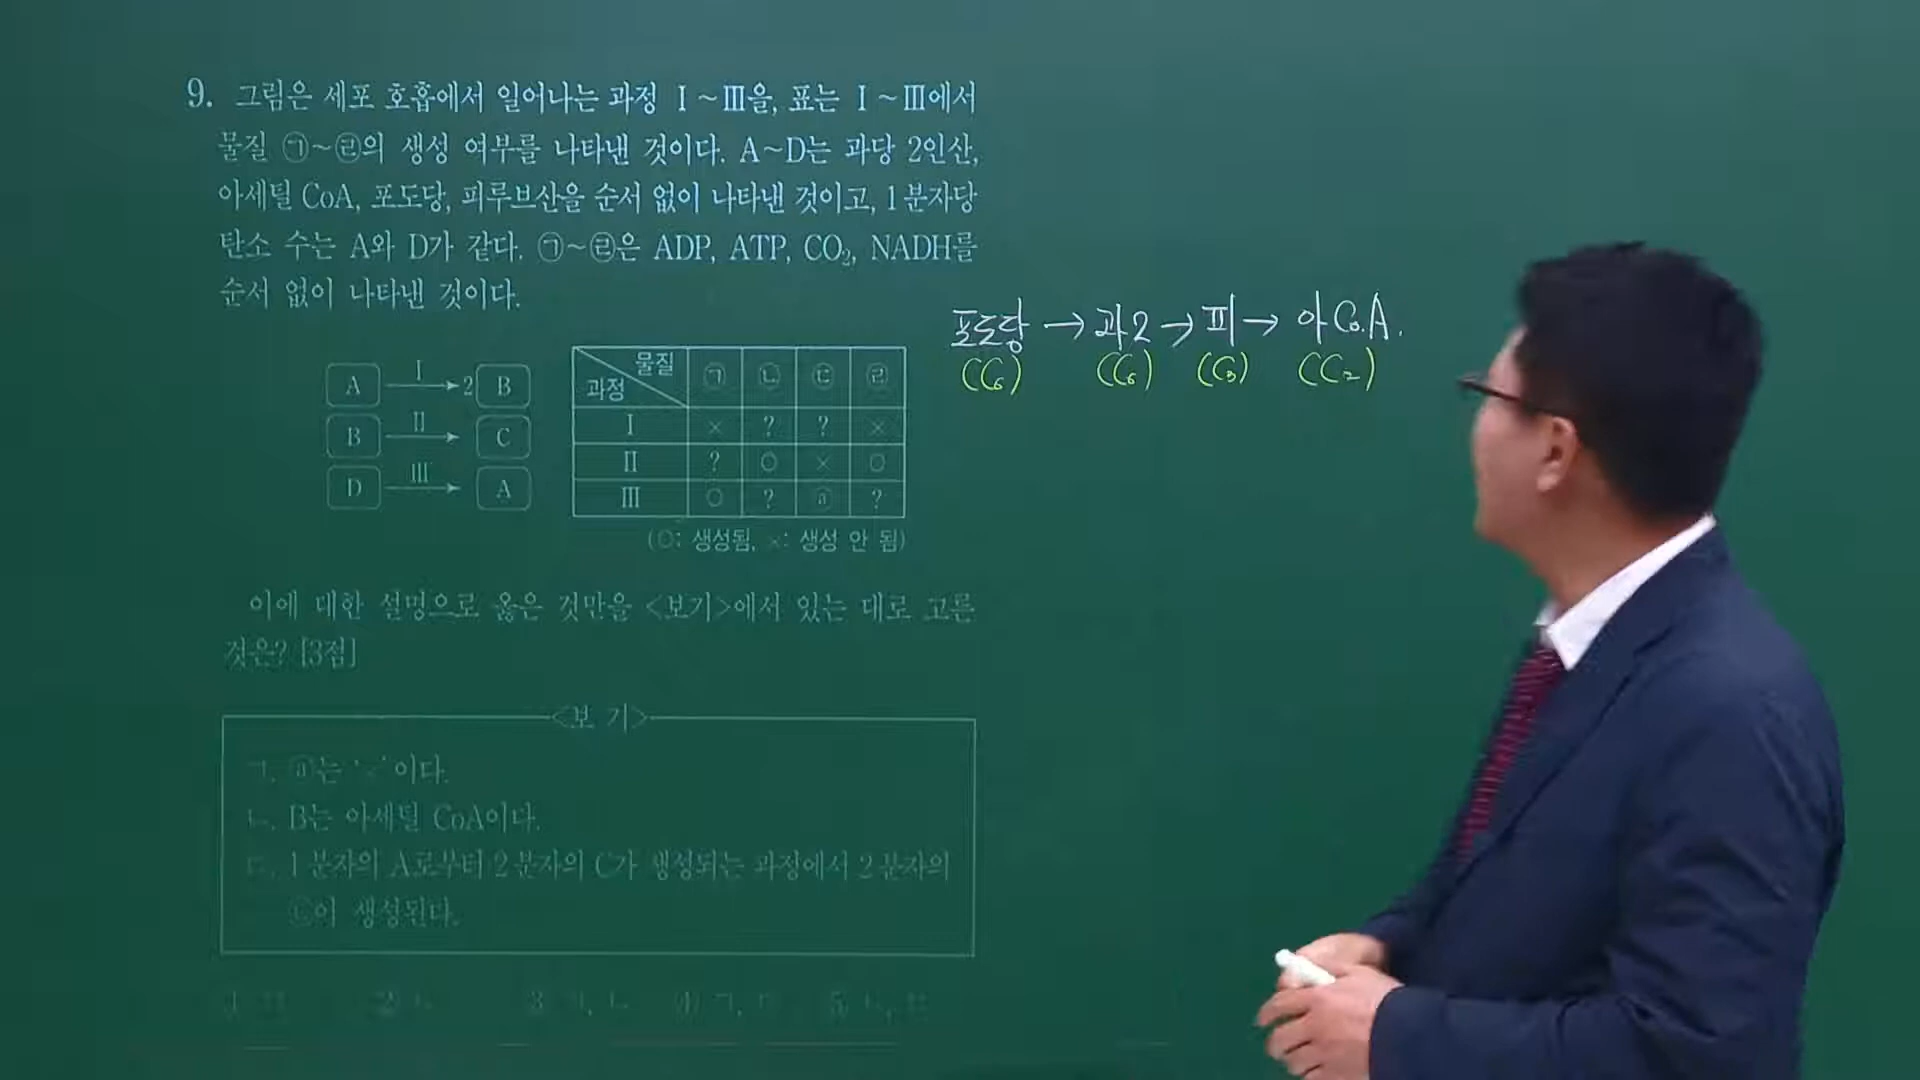 9. 그림은 세포 호흡에서 일어나는 과정 Ⅰ~Ⅲ을, 표는 Ⅰ~Ⅲ에서
물질 ㉠~㉣의 생성 여부를 나타낸 것이다. A~D는 과당 2인산,
아세틸 CoA, 포도당, 피루브산을 순서 없이 나타낸 것이고, 1분자당
탄소 수는 A와 D가 같다. ㉠~㉣은 ADP, ATP, CO₂, NADH를
순서 없이 나타낸 것이다.
포도당 → 과2 → 피 → 아CoA.
(C₆) (C₆) (C₃) (C₂)
A Ⅰ→ 2 B
B Ⅱ→ C
D Ⅲ→ A
과정 물질 ㉠ ㉡ ㉢ ㉣
Ⅰ × ? ? ×
Ⅱ ? ○ × ○
Ⅲ ○ ? ⓐ ?
(○: 생성됨, ×: 생성 안 됨)
이에 대한 설명으로 옳은 것만을 <보기>에서 있는 대로 고른
것은? [3점]
<보 기>
ㄱ. ⓐ는 ‘×’이다.
ㄴ. B는 아세틸 CoA이다.
ㄷ. 1분자의 A로부터 2분자의 C가 생성되는 과정에서 2분자의
이 생성된다.